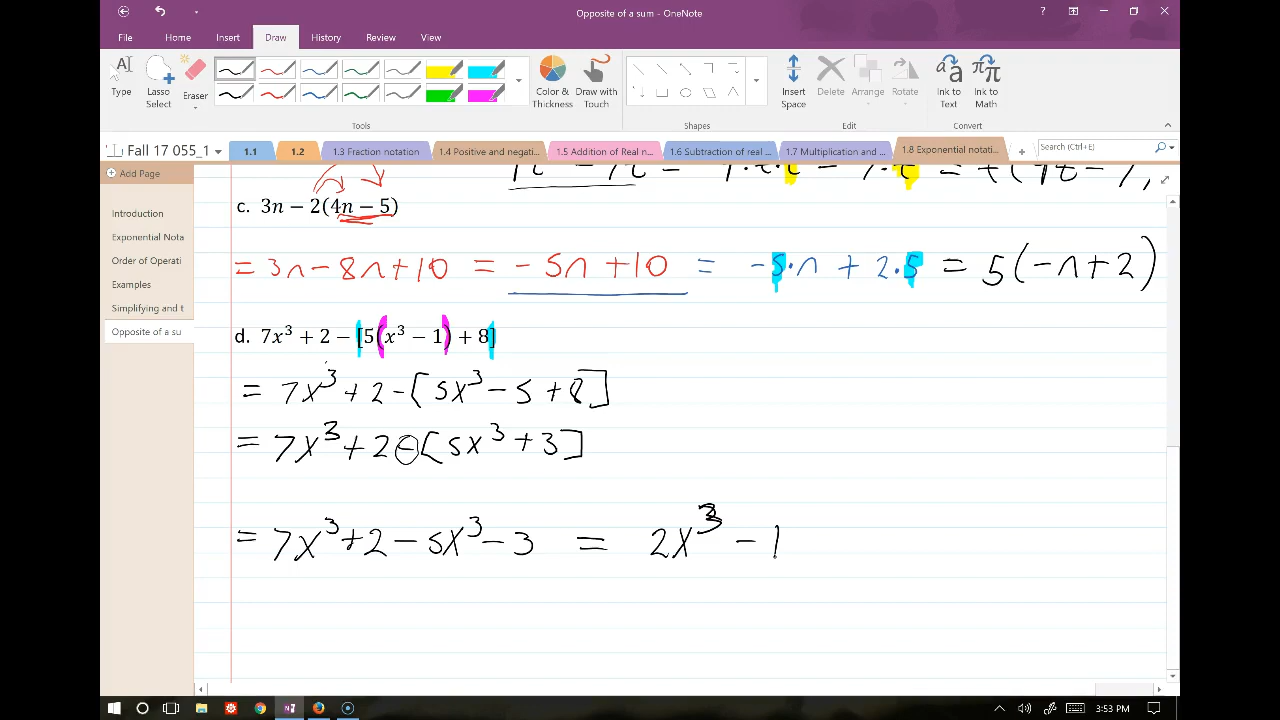 Opposite of a sum - OneNote
File Home Insert Draw History Review View
Type Lasso Select Eraser Color & Thickness Draw with Touch Insert Space Delete Arrange Rotate Ink to Text Ink to Math
Tools Shapes Edit Convert
Fall 17 055_1 1.1 1.2 1.3 Fraction notation 1.4 Positive and negati... 1.5 Addition of Real n... 1.6 Subtraction of real ... 1.7 Multiplication and ... 1.8 Exponential notati... Search (Ctrl+E)
Add Page
Introduction
Exponential Nota
Order of Operati
Examples
Simplifying and t
Opposite of a su
c. 3n − 2(4n − 5)
= 3n − 8n + 10 = − 5n + 10 = −5·n + 2·5 = 5(−n + 2)
d. 7x³ + 2 − [5(x³ − 1) + 8]
= 7x³ + 2 − [5x³ − 5 + 8]
= 7x³ + 2 − [5x³ + 3]
= 7x³ + 2 − 5x³ − 3 = 2x³ − 1
3:53 PM